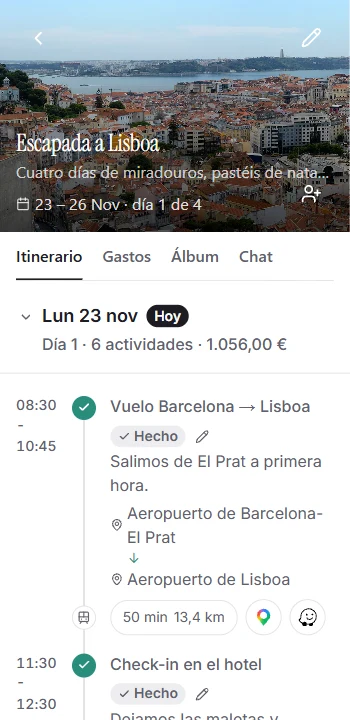 Escapada a Lisboa
Cuatro días de miradouros, pastéis de nata...
23 – 26 Nov · día 1 de 4
Itinerario Gastos Álbum Chat
Lun 23 nov Hoy
Día 1 · 6 actividades · 1.056,00 €
08:30
-
10:45
Vuelo Barcelona → Lisboa
Hecho
Salimos de El Prat a primera
hora.
Aeropuerto de Barcelona-
El Prat
↓
Aeropuerto de Lisboa
50 min 13,4 km
11:30
-
12:30
Check-in en el hotel
Hecho
Dejamos las maletas y